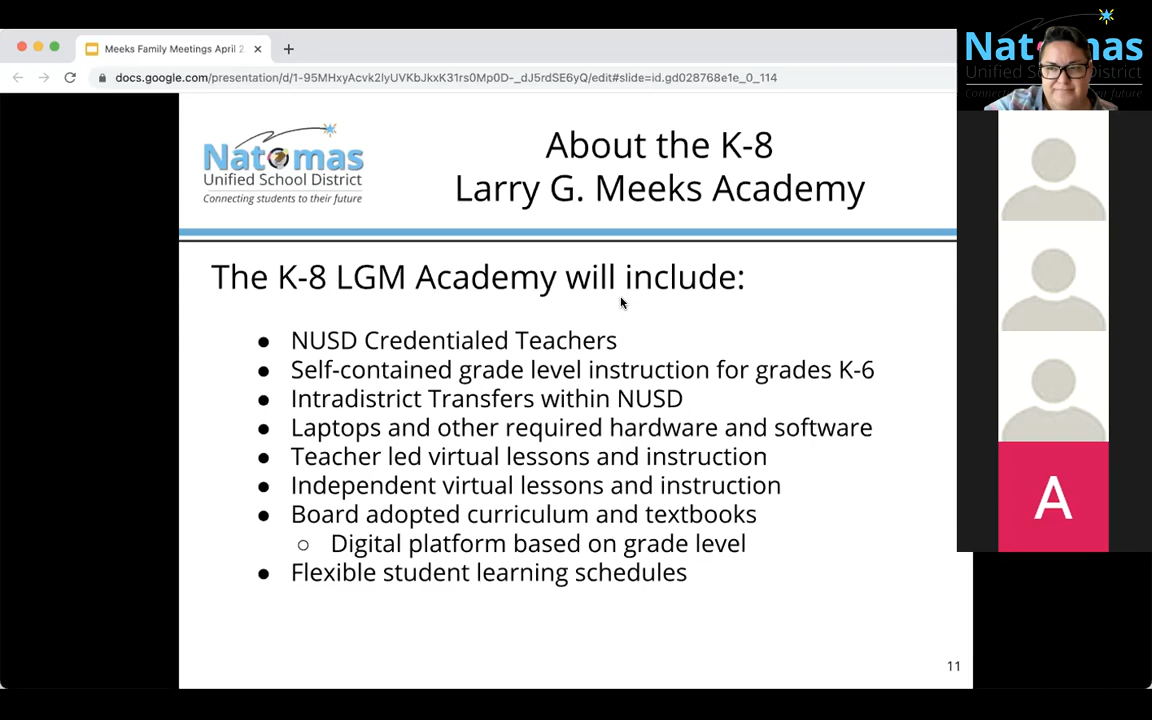 Meeks Family Meetings April 2
docs.google.com/presentation/d/1-95MHxyAcvk2lyUVKbJkxK31rs0Mp0D-_dJ5rdSE6yQ/edit#slide=id.gd028768e1e_0_114
Natomas
Unified School District
Connecting students to their future
About the K-8
Larry G. Meeks Academy
The K-8 LGM Academy will include:
● NUSD Credentialed Teachers
● Self-contained grade level instruction for grades K-6
● Intradistrict Transfers within NUSD
● Laptops and other required hardware and software
● Teacher led virtual lessons and instruction
● Independent virtual lessons and instruction
● Board adopted curriculum and textbooks
○ Digital platform based on grade level
● Flexible student learning schedules
11
Natomas
Unified School District
A